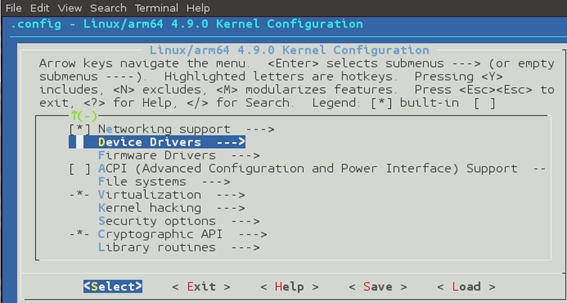 File Edit View Search Terminal Help
.config - Linux/arm64 4.9.0 Kernel Configuration
Linux/arm64 4.9.0 Kernel Configuration
Arrow keys navigate the menu. <Enter> selects submenus ---> (or empty
submenus ----). Highlighted letters are hotkeys. Pressing <Y>
includes, <N> excludes, <M> modularizes features. Press <Esc><Esc> to
exit, <?> for Help, </> for Search. Legend: [*] built-in [ ]
↑(-)
[*] Networking support --->
Device Drivers --->
Firmware Drivers --->
[ ] ACPI (Advanced Configuration and Power Interface) Support --
File systems --->
-*- Virtualization --->
Kernel hacking --->
Security options --->
-*- Cryptographic API --->
Library routines --->
<Select> < Exit > < Help > < Save > < Load >